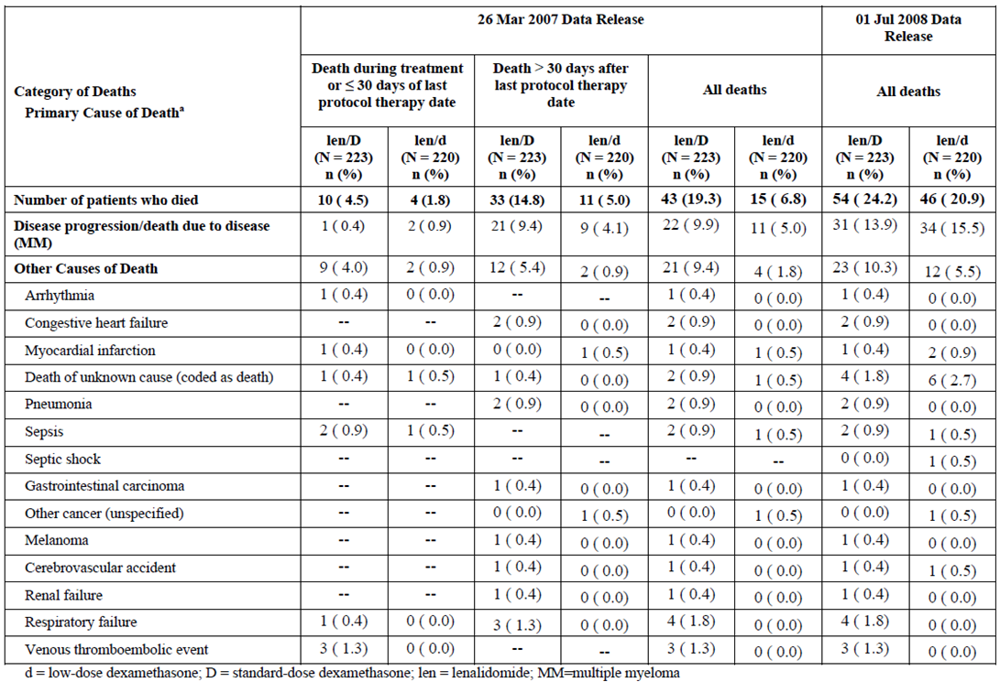 26 Mar 2007 Data Release 01 Jul 2008 Data Release
Category of Deaths
Primary Cause of Deathᵃ
Death during treatment or ≤ 30 days of last protocol therapy date Death > 30 days after last protocol therapy date All deaths All deaths
len/D (N = 223) n (%) len/d (N = 220) n (%) len/D (N = 223) n (%) len/d (N = 220) n (%) len/D (N = 223) n (%) len/d (N = 220) n (%) len/D (N = 223) n (%) len/d (N = 220) n (%)
Number of patients who died 10 ( 4.5) 4 (1.8) 33 (14.8) 11 ( 5.0) 43 (19.3) 15 ( 6.8) 54 ( 24.2) 46 ( 20.9)
Disease progression/death due to disease (MM) 1 ( 0.4) 2 ( 0.9) 21 ( 9.4) 9 ( 4.1) 22 ( 9.9) 11 ( 5.0) 31 ( 13.9) 34 ( 15.5)
Other Causes of Death 9 ( 4.0) 2 ( 0.9) 12 ( 5.4) 2 ( 0.9) 21 ( 9.4) 4 ( 1.8) 23 ( 10.3) 12 ( 5.5)
Arrhythmia 1 ( 0.4) 0 ( 0.0) -- -- 1 ( 0.4) 0 ( 0.0) 1 ( 0.4) 0 ( 0.0)
Congestive heart failure -- -- 2 ( 0.9) 0 ( 0.0) 2 ( 0.9) 0 ( 0.0) 2 ( 0.9) 0 ( 0.0)
Myocardial infarction 1 ( 0.4) 0 ( 0.0) 0 ( 0.0) 1 ( 0.5) 1 ( 0.4) 1 ( 0.5) 1 ( 0.4) 2 ( 0.9)
Death of unknown cause (coded as death) 1 ( 0.4) 1 ( 0.5) 1 ( 0.4) 0 ( 0.0) 2 ( 0.9) 1 ( 0.5) 4 ( 1.8) 6 ( 2.7)
Pneumonia -- -- 2 ( 0.9) 0 ( 0.0) 2 ( 0.9) 0 ( 0.0) 2 ( 0.9) 0 ( 0.0)
Sepsis 2 ( 0.9) 1 ( 0.5) -- -- 2 ( 0.9) 1 ( 0.5) 2 ( 0.9) 1 ( 0.5)
Septic shock -- -- -- -- -- -- 0 ( 0.0) 1 ( 0.5)
Gastrointestinal carcinoma -- -- 1 ( 0.4) 0 ( 0.0) 1 ( 0.4) 0 ( 0.0) 1 ( 0.4) 0 ( 0.0)
Other cancer (unspecified) -- -- 0 ( 0.0) 1 ( 0.5) 0 ( 0.0) 1 ( 0.5) 0 ( 0.0) 1 ( 0.5)
Melanoma -- -- 1 ( 0.4) 0 ( 0.0) 1 ( 0.4) 0 ( 0.0) 1 ( 0.4) 0 ( 0.0)
Cerebrovascular accident -- -- 1 ( 0.4) 0 ( 0.0) 1 ( 0.4) 0 ( 0.0) 1 ( 0.4) 1 ( 0.5)
Renal failure -- -- 1 ( 0.4) 0 ( 0.0) 1 ( 0.4) 0 ( 0.0) 1 ( 0.4) 0 ( 0.0)
Respiratory failure 1 ( 0.4) 0 ( 0.0) 3 ( 1.3) 0 ( 0.0) 4 ( 1.8) 0 ( 0.0) 4 ( 1.8) 0 ( 0.0)
Venous thromboembolic event 3 ( 1.3) 0 ( 0.0) -- -- 3 ( 1.3) 0 ( 0.0) 3 ( 1.3) 0 ( 0.0)
d = low-dose dexamethasone; D = standard-dose dexamethasone; len = lenalidomide; MM=multiple myeloma